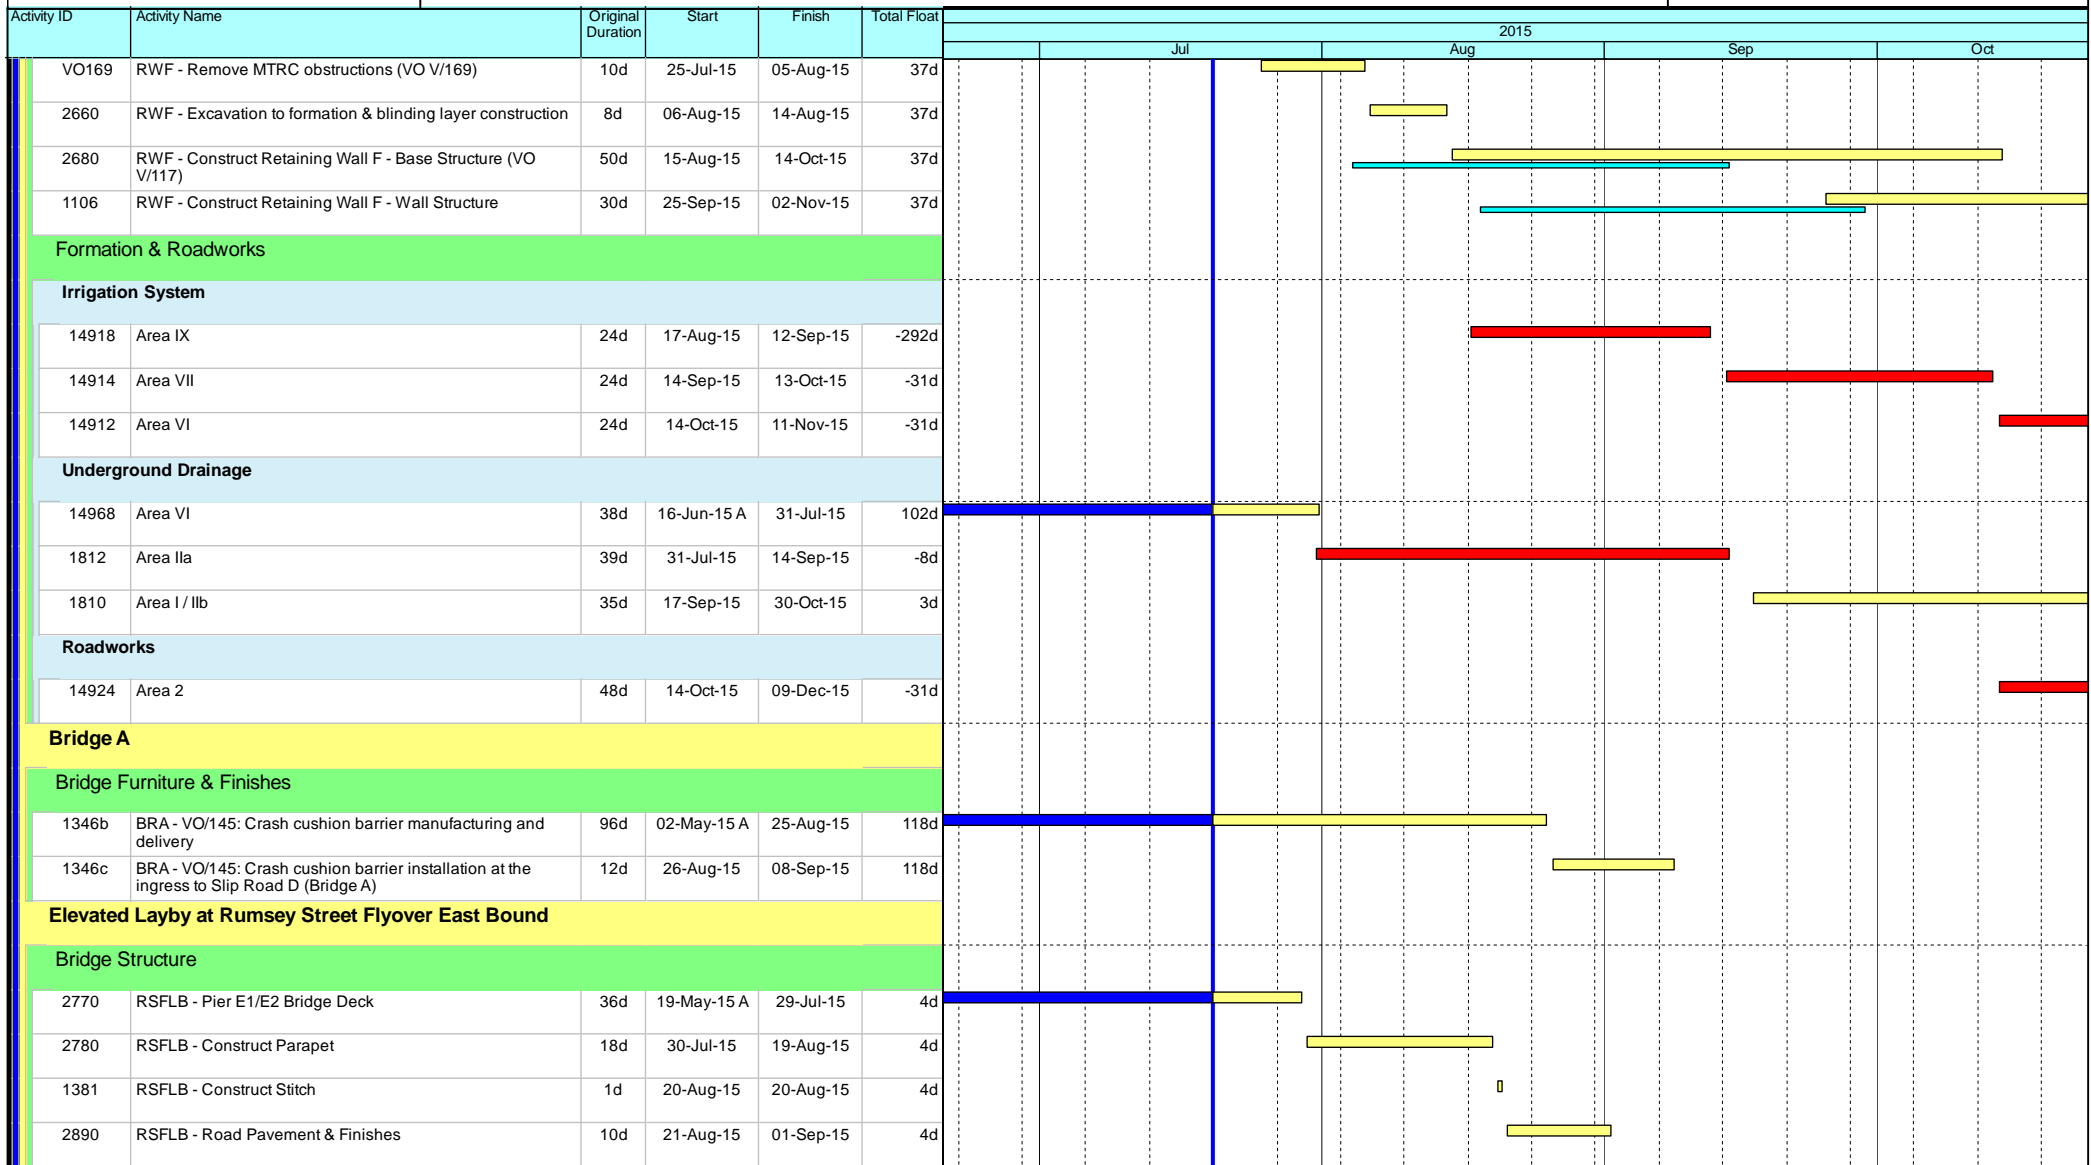 Activity ID Activity Name Original Duration Start Finish Total Float
2015
Jul Aug Sep Oct
VO169 RWF - Remove MTRC obstructions (VO V/169) 10d 25-Jul-15 05-Aug-15 37d
2660 RWF - Excavation to formation & blinding layer construction 8d 06-Aug-15 14-Aug-15 37d
2680 RWF - Construct Retaining Wall F - Base Structure (VO 50d 15-Aug-15 14-Oct-15 37d
V/117)
1106 RWF - Construct Retaining Wall F - Wall Structure 30d 25-Sep-15 02-Nov-15 37d
Formation & Roadworks
Irrigation System
14918 Area IX 24d 17-Aug-15 12-Sep-15 -292d
14914 Area VII 24d 14-Sep-15 13-Oct-15 -31d
14912 Area VI 24d 14-Oct-15 11-Nov-15 -31d
Underground Drainage
14968 Area VI 38d 16-Jun-15 A 31-Jul-15 102d
1812 Area IIa 39d 31-Jul-15 14-Sep-15 -8d
1810 Area I / IIb 35d 17-Sep-15 30-Oct-15 3d
Roadworks
14924 Area 2 48d 14-Oct-15 09-Dec-15 -31d
Bridge A
Bridge Furniture & Finishes
1346b BRA - VO/145: Crash cushion barrier manufacturing and 96d 02-May-15 A 25-Aug-15 118d
delivery
1346c BRA - VO/145: Crash cushion barrier installation at the 12d 26-Aug-15 08-Sep-15 118d
ingress to Slip Road D (Bridge A)
Elevated Layby at Rumsey Street Flyover East Bound
Bridge Structure
2770 RSFLB - Pier E1/E2 Bridge Deck 36d 19-May-15 A 29-Jul-15 4d
2780 RSFLB - Construct Parapet 18d 30-Jul-15 19-Aug-15 4d
1381 RSFLB - Construct Stitch 1d 20-Aug-15 20-Aug-15 4d
2890 RSFLB - Road Pavement & Finishes 10d 21-Aug-15 01-Sep-15 4d